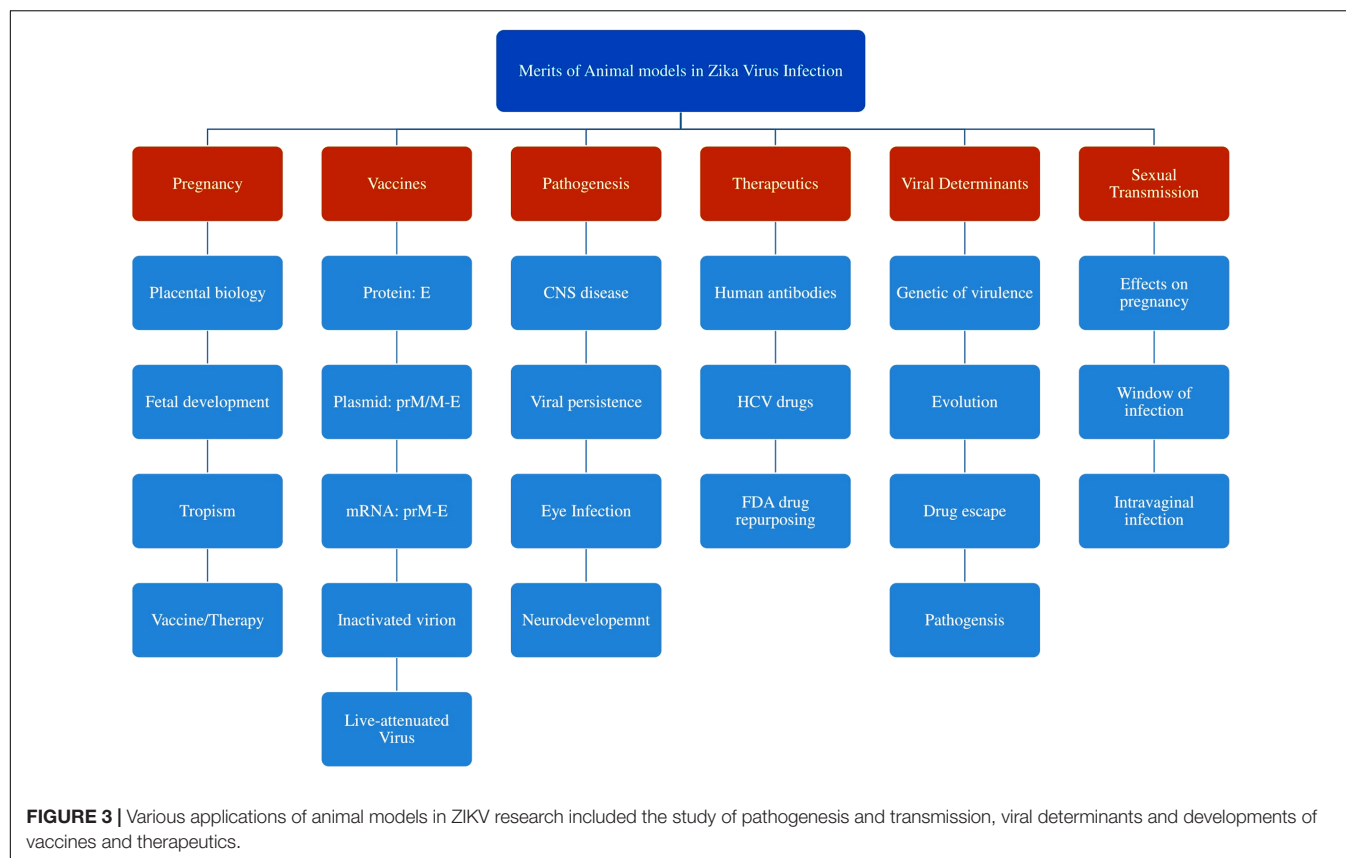 Merits of Animal models in Zika Virus Infection
Pregnancy
Placental biology
Fetal development
Tropism
Vaccine/Therapy
Vaccines
Protein: E
Plasmid: prM/M-E
mRNA: prM-E
Inactivated virion
Live-attenuated
Virus
Pathogenesis
CNS disease
Viral persistence
Eye Infection
Neurodevelopemnt
Therapeutics
Human antibodies
HCV drugs
FDA drug
repurposing
Viral Determinants
Genetic of virulence
Evolution
Drug escape
Pathogensis
Sexual
Transmission
Effects on
pregnancy
Window of
infection
Intravaginal
infection
FIGURE 3 | Various applications of animal models in ZIKV research included the study of pathogenesis and transmission, viral determinants and developments of
vaccines and therapeutics.